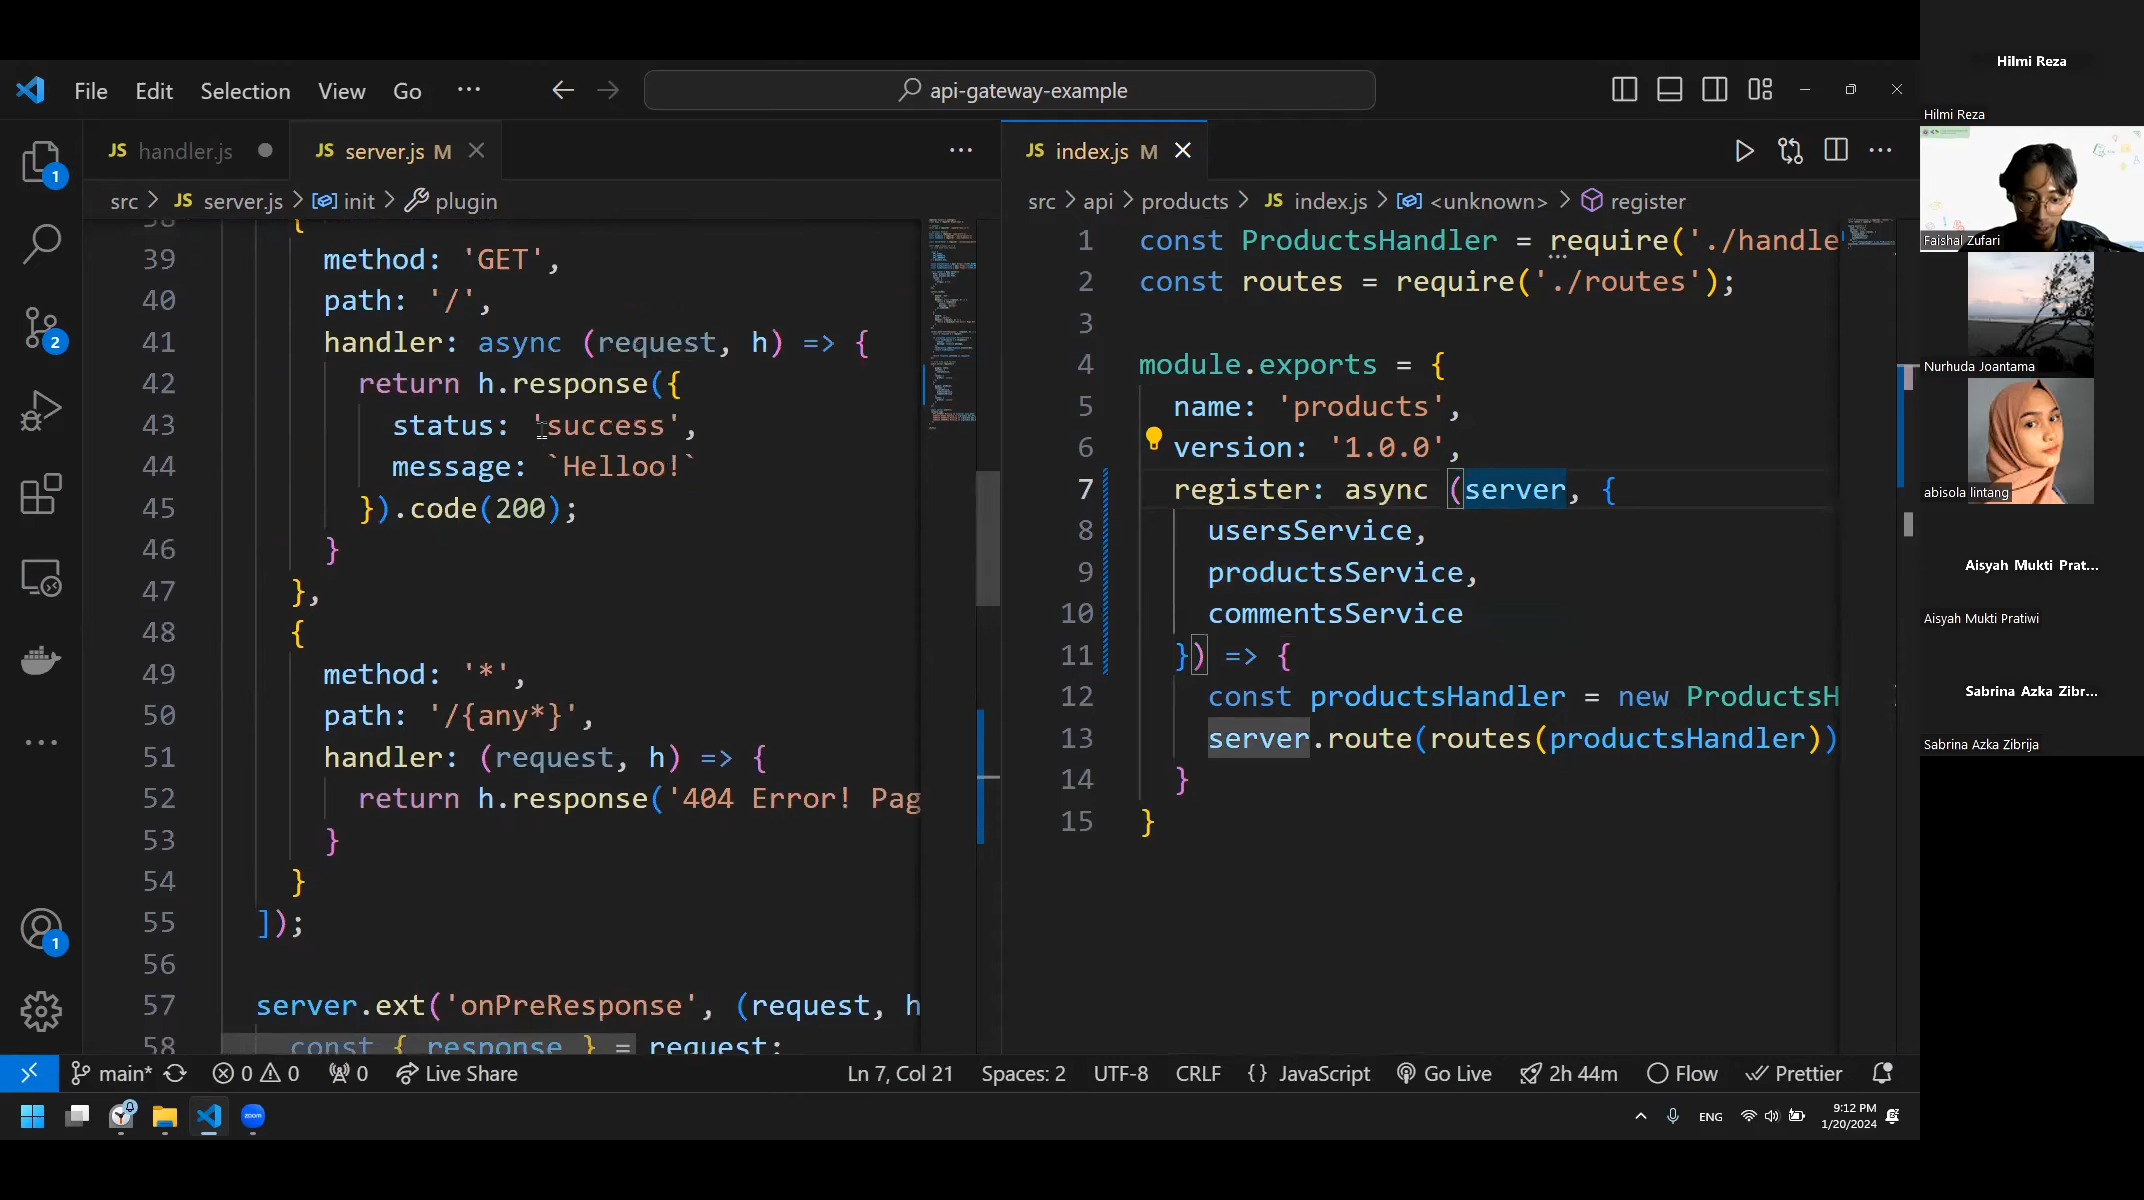 File Edit Selection View Go ···
api-gateway-example
JS handler.js
JS server.js M
JS index.js M
src > JS server.js > init > plugin
39 method: 'GET',
40 path: '/',
41 handler: async (request, h) => {
42 return h.response({
43 status: 'success',
44 message: `Helloo!`
45 }).code(200);
46 }
47 },
48 {
49 method: '*',
50 path: '/{any*}',
51 handler: (request, h) => {
52 return h.response('404 Error! Pag
53 }
54 }
55 ]);
56
57 server.ext('onPreResponse', (request, h
58 const { response } = request;
src > api > products > JS index.js > <unknown> > register
1 const ProductsHandler = require('./handle
2 const routes = require('./routes');
3
4 module.exports = {
5 name: 'products',
6 version: '1.0.0',
7 register: async (server, {
8 usersService,
9 productsService,
10 commentsService
11 }) => {
12 const productsHandler = new ProductsH
13 server.route(routes(productsHandler))
14 }
15 }
1
2
1
main* 0 0 0 Live Share Ln 7, Col 21 Spaces: 2 UTF-8 CRLF {} JavaScript Go Live 2h 44m Flow Prettier
zoom
ENG
9:12 PM
1/20/2024
Hilmi Reza
Hilmi Reza
Faishal Zufari
Nurhuda Joantama
abisola lintang
Aisyah Mukti Prat...
Aisyah Mukti Pratiwi
Sabrina Azka Zibr...
Sabrina Azka Zibrija